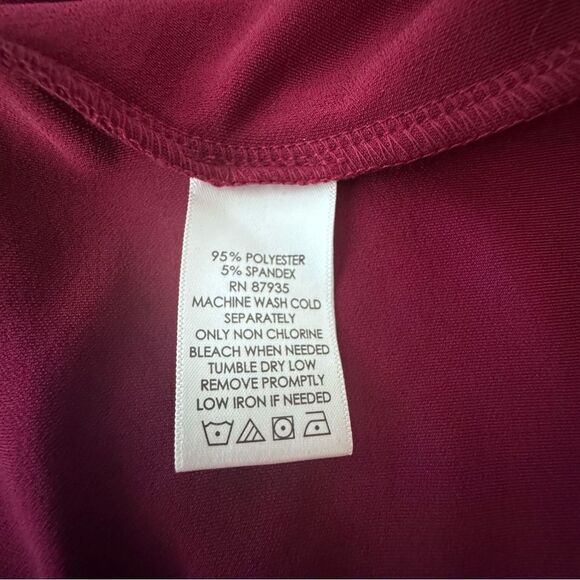 95% POLYESTER
5% SPANDEX
RN 87935
MACHINE WASH COLD
SEPARATELY
ONLY NON CHLORINE
BLEACH WHEN NEEDED
TUMBLE DRY LOW
REMOVE PROMPTLY
LOW IRON IF NEEDED